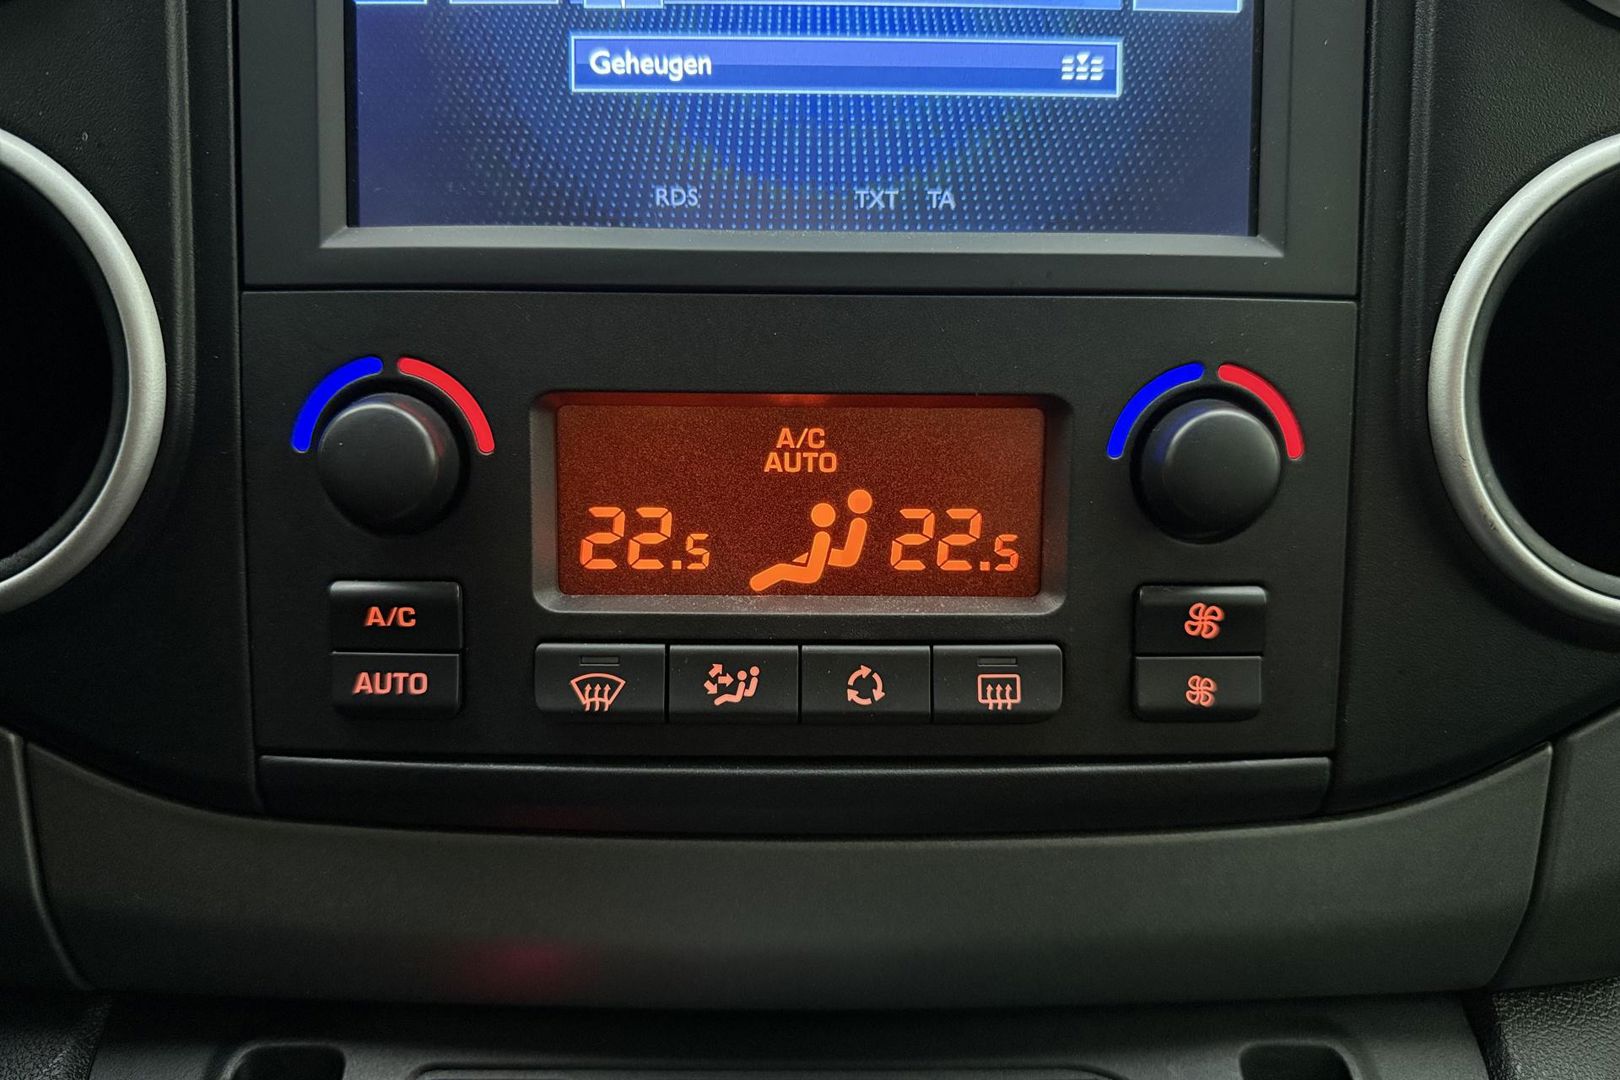 Geheugen
RDS TXT TA
A/C
AUTO
22.5 22.5
A/C
AUTO